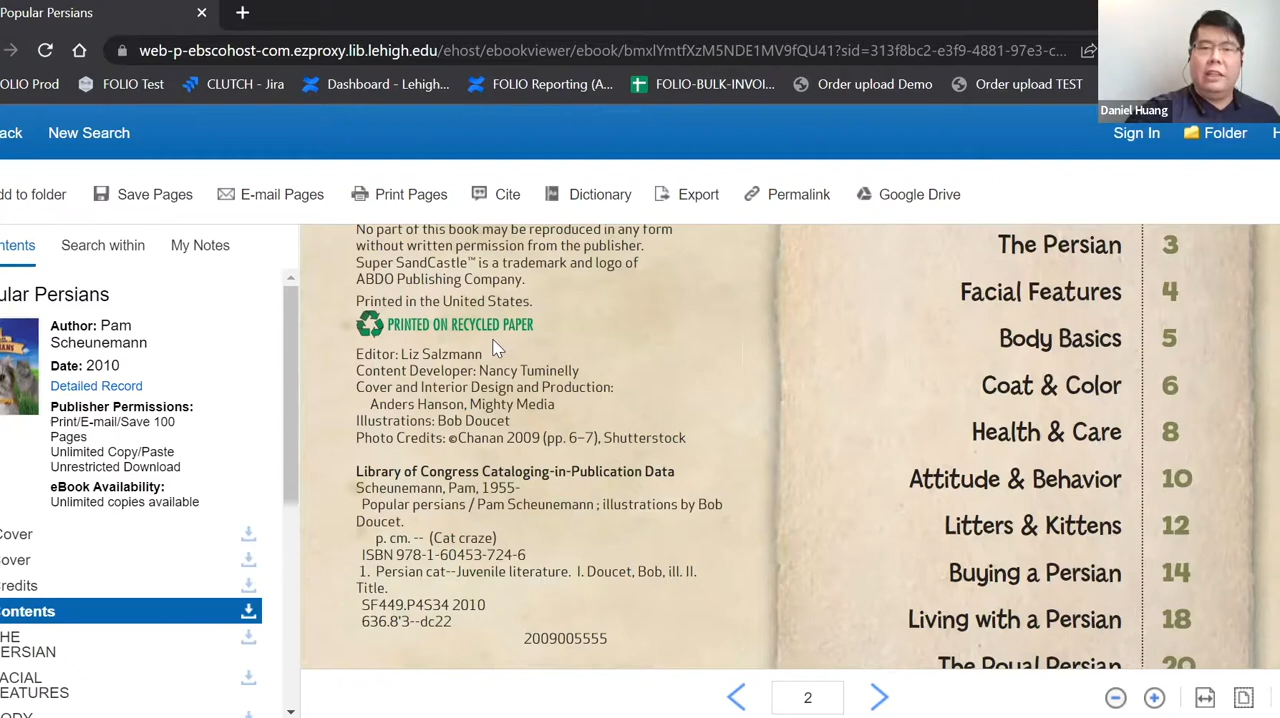 Popular Persians
web-p-ebscohost-com.ezproxy.lib.lehigh.edu/ehost/ebookviewer/ebook/bmxlYmtfXzM5NDE1MV9fQU41?sid=313f8bc2-e3f9-4881-97e3-c...
OLIO Prod FOLIO Test CLUTCH - Jira Dashboard - Lehigh... FOLIO Reporting (A... FOLIO-BULK-INVOI... Order upload Demo Order upload TEST
Daniel Huang
ack New Search Sign In Folder H
dd to folder Save Pages E-mail Pages Print Pages Cite Dictionary Export Permalink Google Drive
ntents Search within My Notes
ular Persians
Author: Pam
Scheunemann
Date: 2010
Detailed Record
Publisher Permissions:
Print/E-mail/Save 100
Pages
Unlimited Copy/Paste
Unrestricted Download
eBook Availability:
Unlimited copies available
Cover
Cover
redits
ontents
HE
ERSIAN
ACIAL
EATURES
ODY
No part of this book may be reproduced in any form
without written permission from the publisher.
Super SandCastle™ is a trademark and logo of
ABDO Publishing Company.
Printed in the United States.
PRINTED ON RECYCLED PAPER
Editor: Liz Salzmann
Content Developer: Nancy Tuminelly
Cover and Interior Design and Production:
Anders Hanson, Mighty Media
Illustrations: Bob Doucet
Photo Credits: ©Chanan 2009 (pp. 6–7), Shutterstock
Library of Congress Cataloging-in-Publication Data
Scheunemann, Pam, 1955-
Popular persians / Pam Scheunemann ; illustrations by Bob
Doucet.
p. cm. -- (Cat craze)
ISBN 978-1-60453-724-6
1. Persian cat--Juvenile literature. I. Doucet, Bob, ill. II.
Title.
SF449.P4S34 2010
636.8'3--dc22
2009005555
The Persian 3
Facial Features 4
Body Basics 5
Coat & Color 6
Health & Care 8
Attitude & Behavior 10
Litters & Kittens 12
Buying a Persian 14
Living with a Persian 18
The Royal Persian 20
2